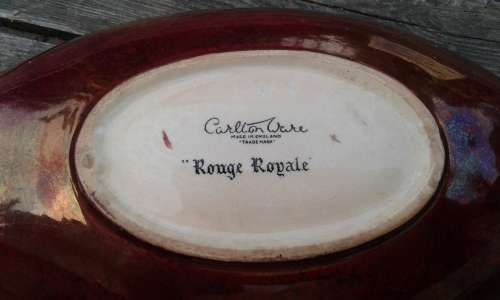 Carlton Ware
MADE IN ENGLAND
"TRADE MARK"
"Rouge Royale"